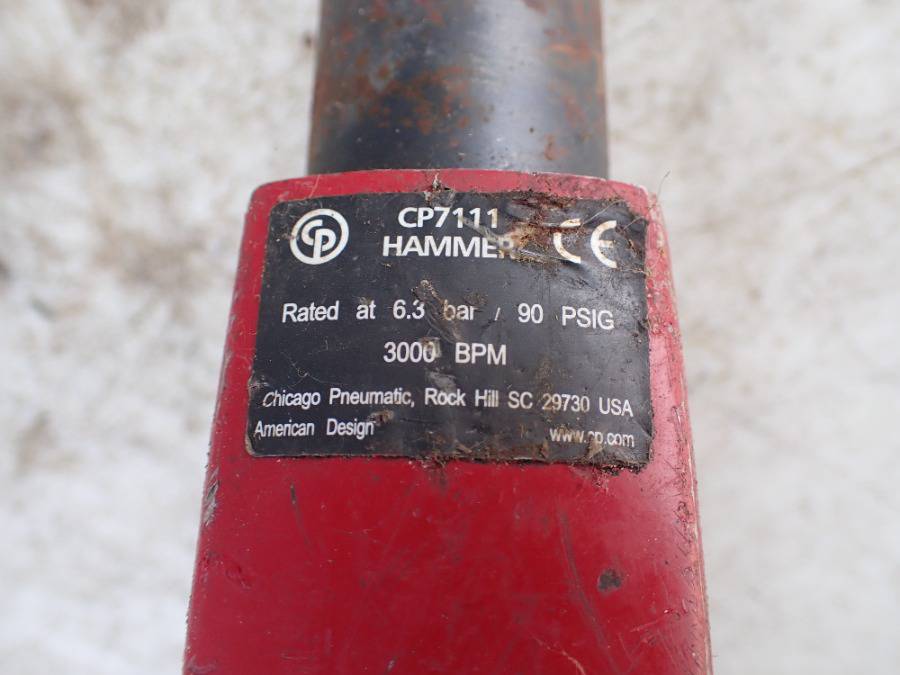 CP CP7111 CE
HAMMER
Rated at 6.3 bar / 90 PSIG
3000 BPM
Chicago Pneumatic, Rock Hill SC 29730 USA
American Design www.cp.com